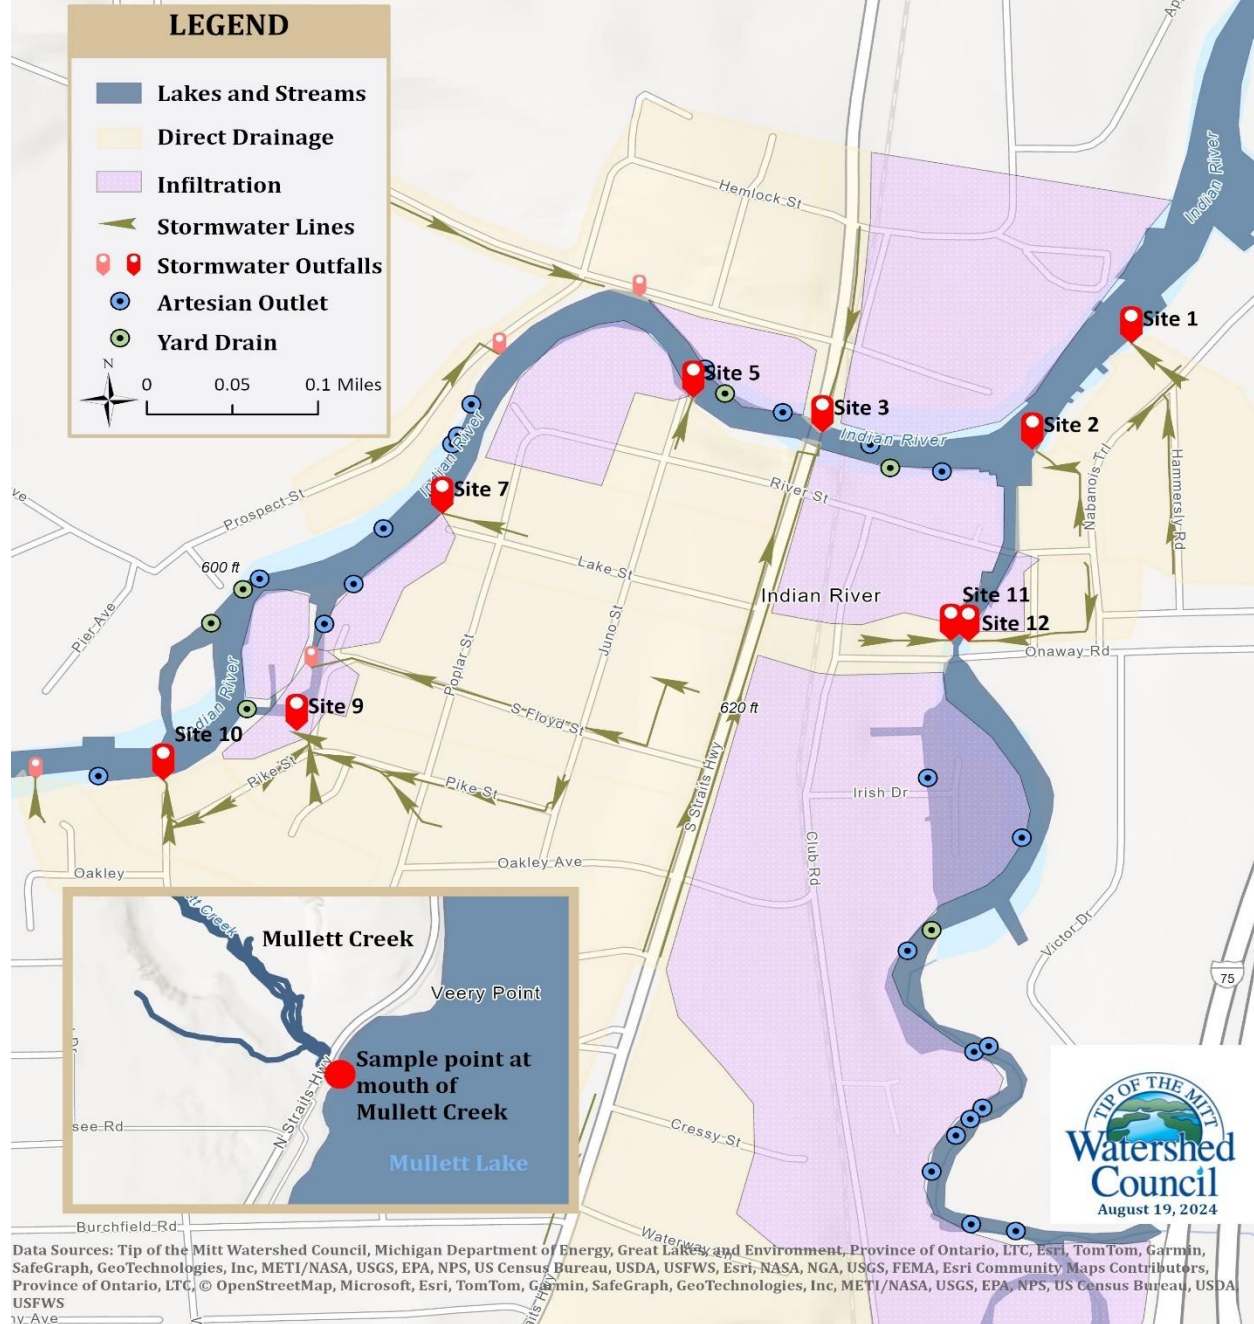 LEGEND
Lakes and Streams
Direct Drainage
Infiltration
Stormwater Lines
Stormwater Outfalls
Artesian Outlet
Yard Drain
N
0 0.05 0.1 Miles
Hemlock St
Indian River
Site 1
Site 5
Site 3
Indian River
Site 2
Nabanois Trl
Hammersly Rd
Indian River
Site 7
River St
Prospect St
600 ft
Lake St
Juno St
Poplar St
Indian River
Site 11
Site 12
Onaway Rd
Pier Ave
Indian River
Site 9
Site 10
S Floyd St
620 ft
S Straits Hwy
Pike St
Pike St
Irish Dr
Club Rd
Oakley Ave
Oakley
Victor Dr
75
Mullett Creek
Veery Point
Sample point at
mouth of
Mullett Creek
N Straits Hwy
see Rd
Mullett Lake
Cressy St
Burchfield Rd
Waterway
TIP OF THE MITT
Watershed
Council
August 19, 2024
Data Sources: Tip of the Mitt Watershed Council, Michigan Department of Energy, Great Lakes and Environment, Province of Ontario, LTC, Esri, TomTom, Garmin,
SafeGraph, GeoTechnologies, Inc, METI/NASA, USGS, EPA, NPS, US Census Bureau, USDA, USFWS, Esri, NASA, NGA, USGS, FEMA, Esri Community Maps Contributors,
Province of Ontario, LTC, © OpenStreetMap, Microsoft, Esri, TomTom, Garmin, SafeGraph, GeoTechnologies, Inc, METI/NASA, USGS, EPA, NPS, US Census Bureau, USDA,
USFWS